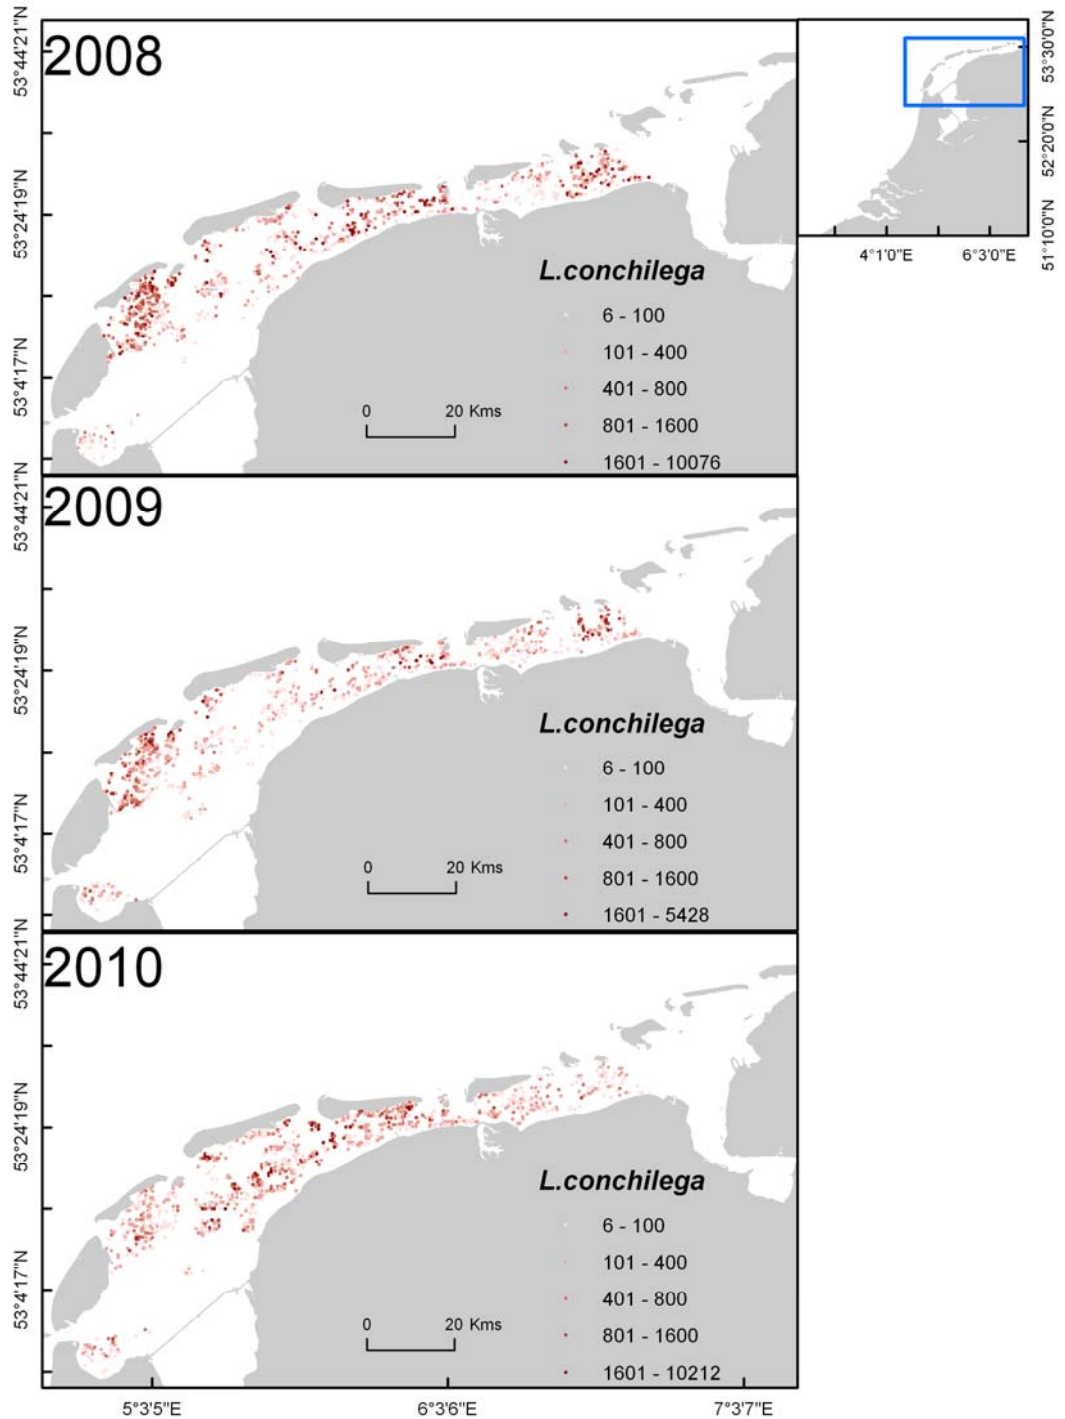 2008
53°44'21"N
53°24'19"N
53°4'17"N
L.conchilega
6 - 100
101 - 400
401 - 800
801 - 1600
1601 - 10076
0 20 Kms
53°30'0"N
52°20'0"N
51°10'0"N
4°1'0"E 6°3'0"E
2009
53°44'21"N
53°24'19"N
53°4'17"N
L.conchilega
6 - 100
101 - 400
401 - 800
801 - 1600
1601 - 5428
0 20 Kms
2010
53°44'21"N
53°24'19"N
53°4'17"N
L.conchilega
6 - 100
101 - 400
401 - 800
801 - 1600
1601 - 10212
0 20 Kms
5°3'5"E 6°3'6"E 7°3'7"E